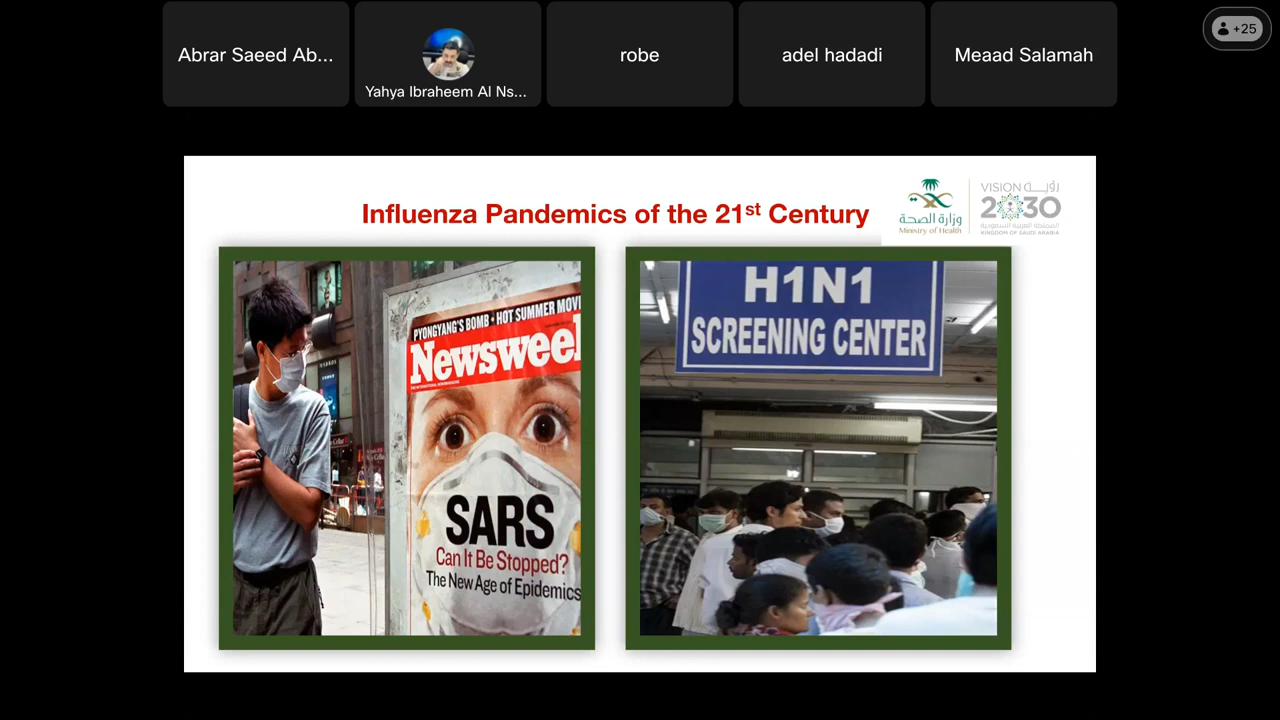 Abrar Saeed Ab...
Yahya Ibraheem Al Ns...
robe
adel hadadi
Meaad Salamah
+25
Influenza Pandemics of the 21st Century
وزارة الصحة
Ministry of Health
VISION رؤيــة
2030
المملكة العربية السعودية
KINGDOM OF SAUDI ARABIA
PYONGYANG'S BOMB • HOT SUMMER MOVI
Newsweek
SARS
Can It Be Stopped?
The New Age of Epidemics
H1N1
SCREENING CENTER